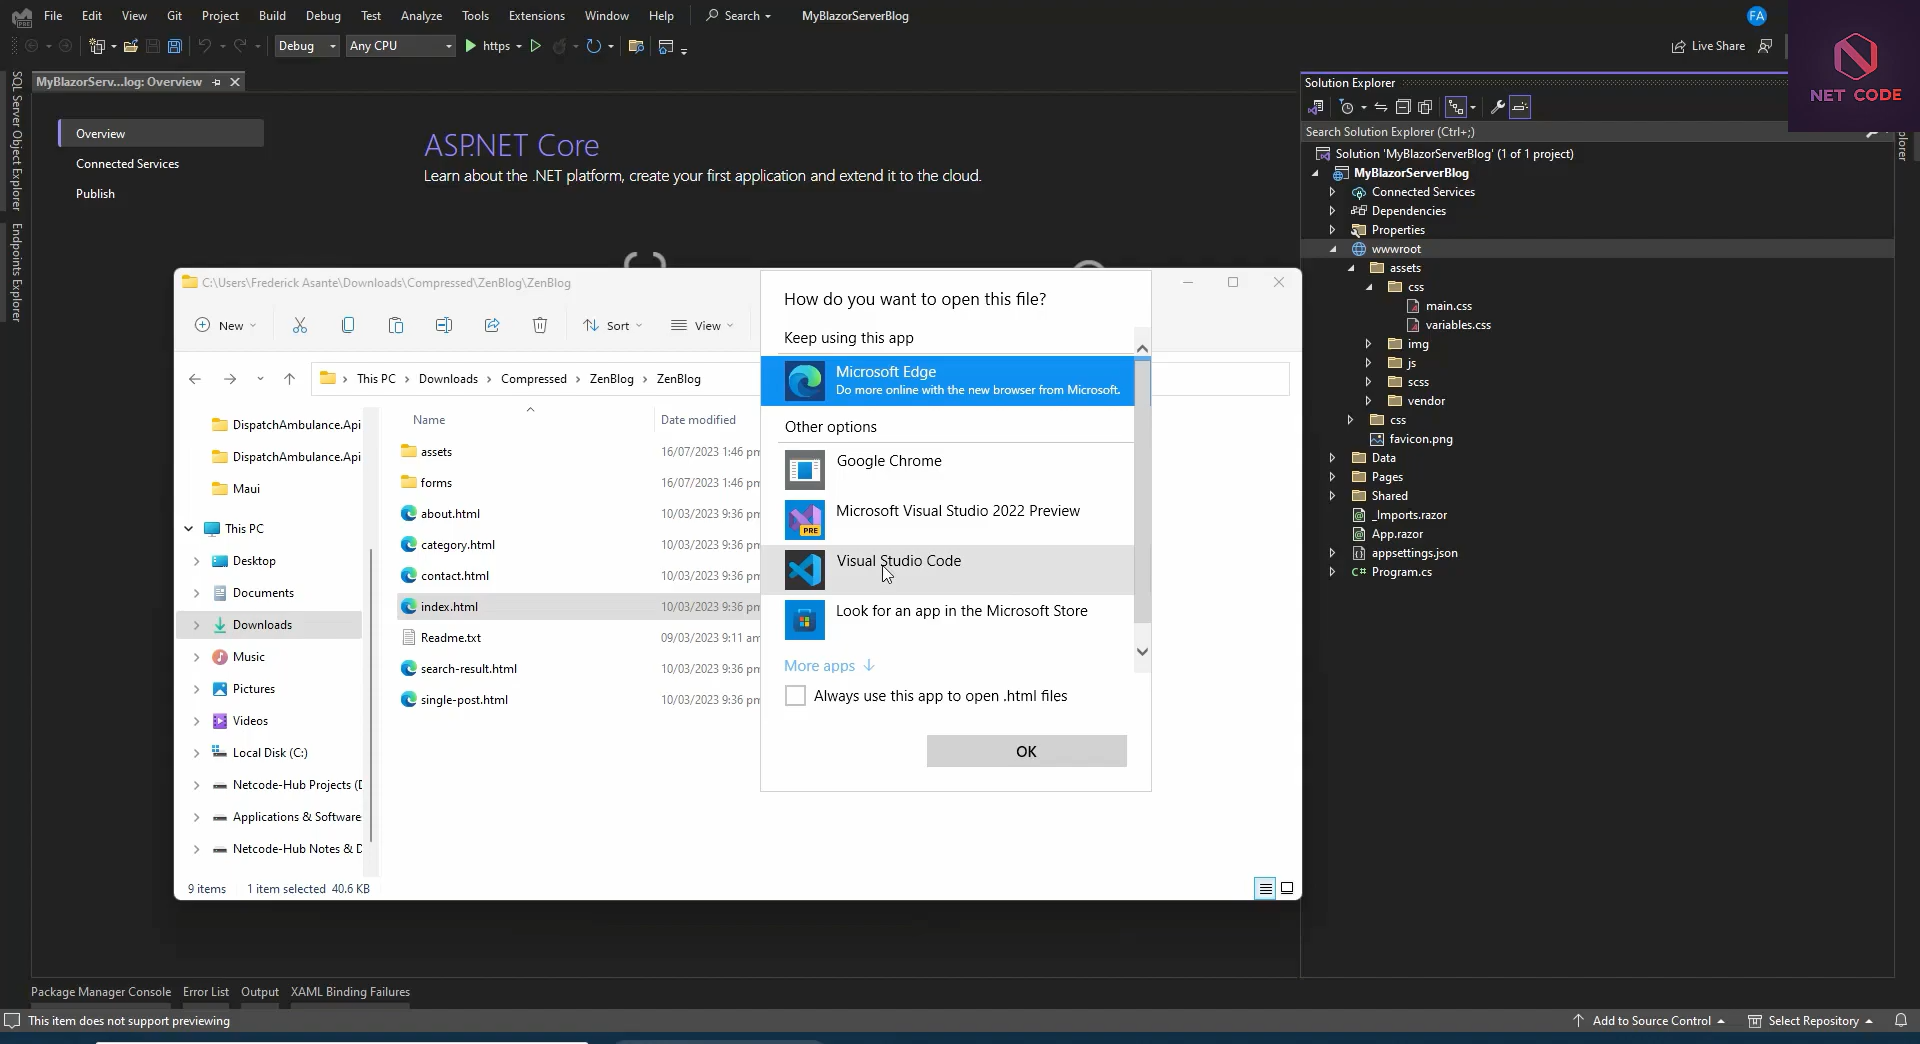 File Edit View Git Project Build Debug Test Analyze Tools Extensions Window Help Search MyBlazorServerBlog FA
Debug Any CPU https Live Share
NET CODE
MyBlazorServ...log: Overview
SQL Server Object Explorer
Endpoints Explorer
Overview
Connected Services
Publish
ASP.NET Core
Learn about the .NET platform, create your first application and extend it to the cloud.
Solution Explorer
Search Solution Explorer (Ctrl+;)
Solution 'MyBlazorServerBlog' (1 of 1 project)
MyBlazorServerBlog
Connected Services
Dependencies
Properties
wwwroot
assets
css
main.css
variables.css
img
js
scss
vendor
css
favicon.png
Data
Pages
Shared
_Imports.razor
App.razor
appsettings.json
C# Program.cs
C:\Users\Frederick Asante\Downloads\Compressed\ZenBlog\ZenBlog
New Sort View
This PC Downloads Compressed ZenBlog ZenBlog
DispatchAmbulance.Api
DispatchAmbulance.Api
Maui
This PC
Desktop
Documents
Downloads
Music
Pictures
Videos
Local Disk (C:)
Netcode-Hub Projects (D
Applications & Software
Netcode-Hub Notes & D
Name Date modified
assets 16/07/2023 1:46 pm
forms 16/07/2023 1:46 pm
about.html 10/03/2023 9:36 pm
category.html 10/03/2023 9:36 pm
contact.html 10/03/2023 9:36 pm
index.html 10/03/2023 9:36 pm
Readme.txt 09/03/2023 9:11 am
search-result.html 10/03/2023 9:36 pm
single-post.html 10/03/2023 9:36 pm
9 items 1 item selected 40.6 KB
How do you want to open this file?
Keep using this app
Microsoft Edge
Do more online with the new browser from Microsoft.
Other options
Google Chrome
Microsoft Visual Studio 2022 Preview
PRE
Visual Studio Code
Look for an app in the Microsoft Store
More apps
Always use this app to open .html files
OK
Package Manager Console Error List Output XAML Binding Failures
This item does not support previewing Add to Source Control Select Repository